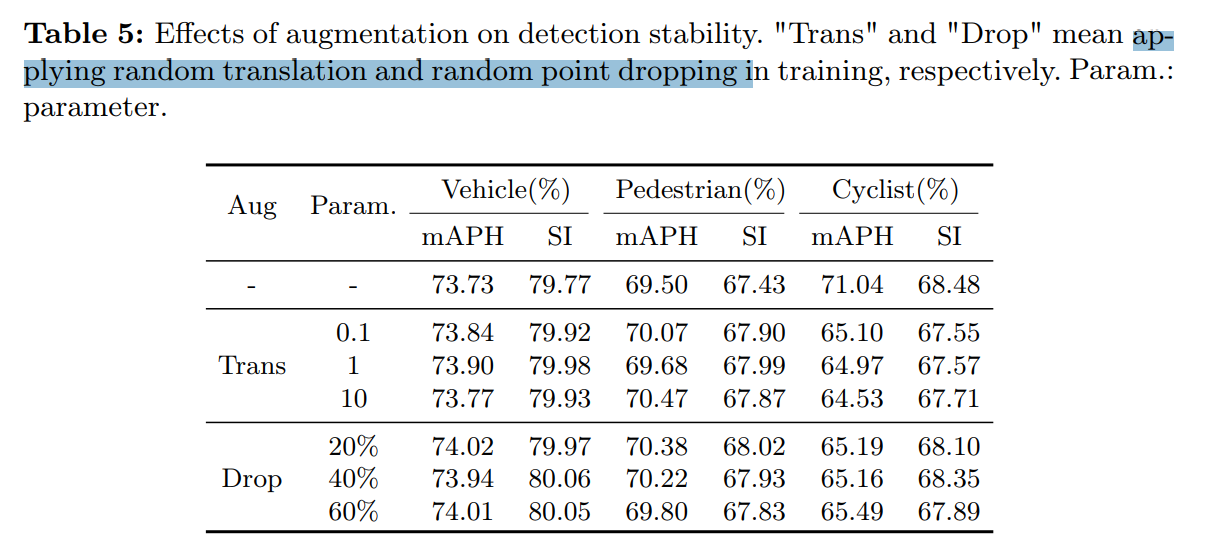 Table 5: Effects of augmentation on detection stability. "Trans" and "Drop" mean ap-
plying random translation and random point dropping in training, respectively. Param.:
parameter.
Aug Param. Vehicle(%) Pedestrian(%) Cyclist(%)
mAPH SI mAPH SI mAPH SI
- - 73.73 79.77 69.50 67.43 71.04 68.48
0.1 73.84 79.92 70.07 67.90 65.10 67.55
Trans 1 73.90 79.98 69.68 67.99 64.97 67.57
10 73.77 79.93 70.47 67.87 64.53 67.71
20% 74.02 79.97 70.38 68.02 65.19 68.10
Drop 40% 73.94 80.06 70.22 67.93 65.16 68.35
60% 74.01 80.05 69.80 67.83 65.49 67.89